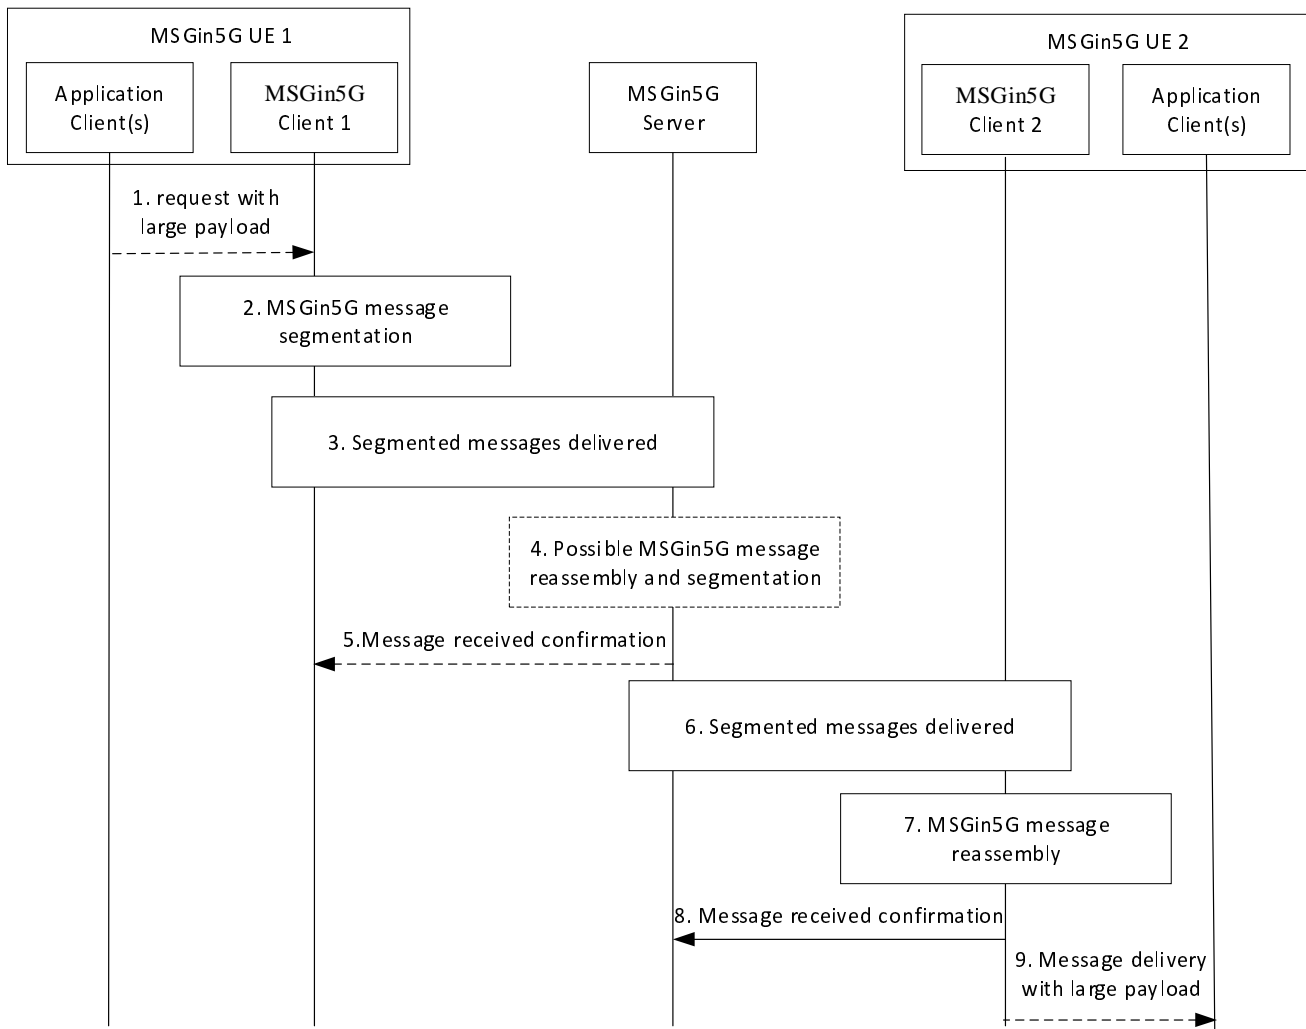 MSGin5G UE 1
MSGin5G UE 2
Application
Client(s)
MSGin5G
Client 1
MSGin5G
Server
MSGin5G
Client 2
Application
Client(s)
1. request with
large payload
2. MSGin5G message
segmentation
3. Segmented messages delivered
4. Possible MSGin5G message
reassembly and segmentation
5.Message received confirmation
6. Segmented messages delivered
7. MSGin5G message
reassembly
8. Message received confirmation
9. Message delivery
with large payload